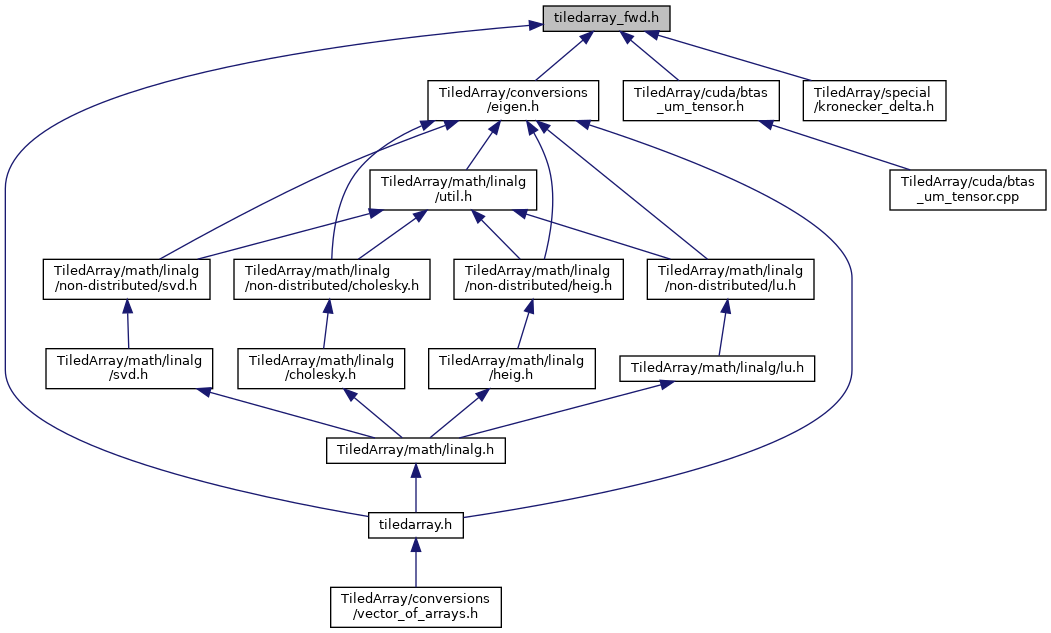 tiledarray_fwd.h
TiledArray/conversions
/eigen.h
TiledArray/cuda/btas
_um_tensor.h
TiledArray/special
/kronecker_delta.h
TiledArray/math/linalg
/util.h
TiledArray/cuda/btas
_um_tensor.cpp
TiledArray/math/linalg
/non-distributed/svd.h
TiledArray/math/linalg
/non-distributed/cholesky.h
TiledArray/math/linalg
/non-distributed/heig.h
TiledArray/math/linalg
/non-distributed/lu.h
TiledArray/math/linalg
/svd.h
TiledArray/math/linalg
/cholesky.h
TiledArray/math/linalg
/heig.h
TiledArray/math/linalg/lu.h
TiledArray/math/linalg.h
tiledarray.h
TiledArray/conversions
/vector_of_arrays.h